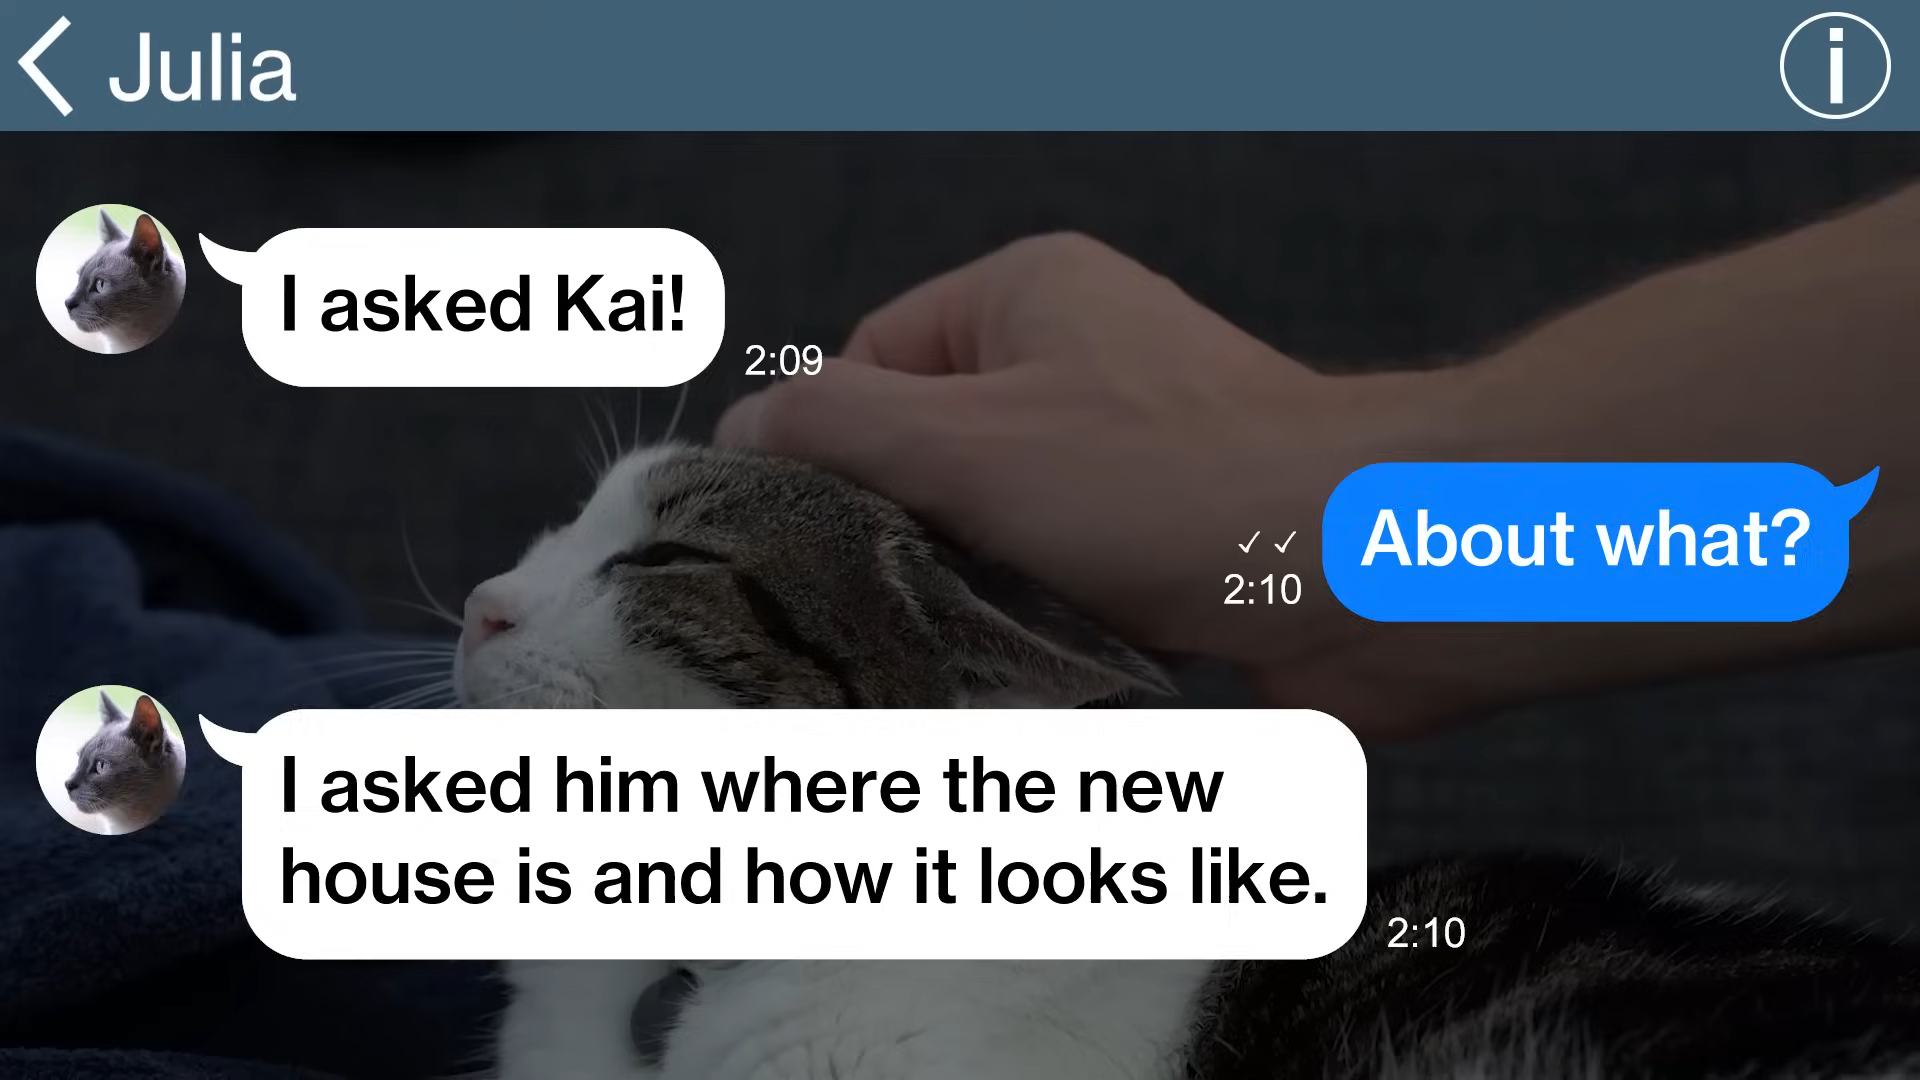 Julia
I asked Kai!
2:09
About what?
✓ ✓
2:10
I asked him where the new
house is and how it looks like.
2:10